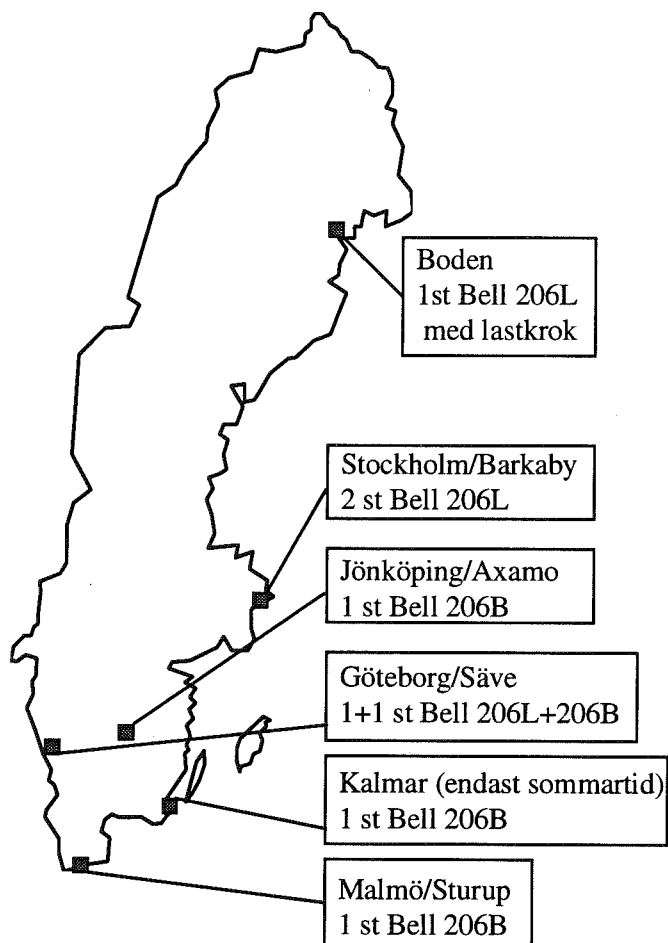 Boden
1st Bell 206L
med lastkrok
Stockholm/Barkaby
2 st Bell 206L
Jönköping/Axamo
1 st Bell 206B
Göteborg/Säve
1+1 st Bell 206L+206B
Kalmar (endast sommartid)
1 st Bell 206B
Malmö/Sturup
1 st Bell 206B